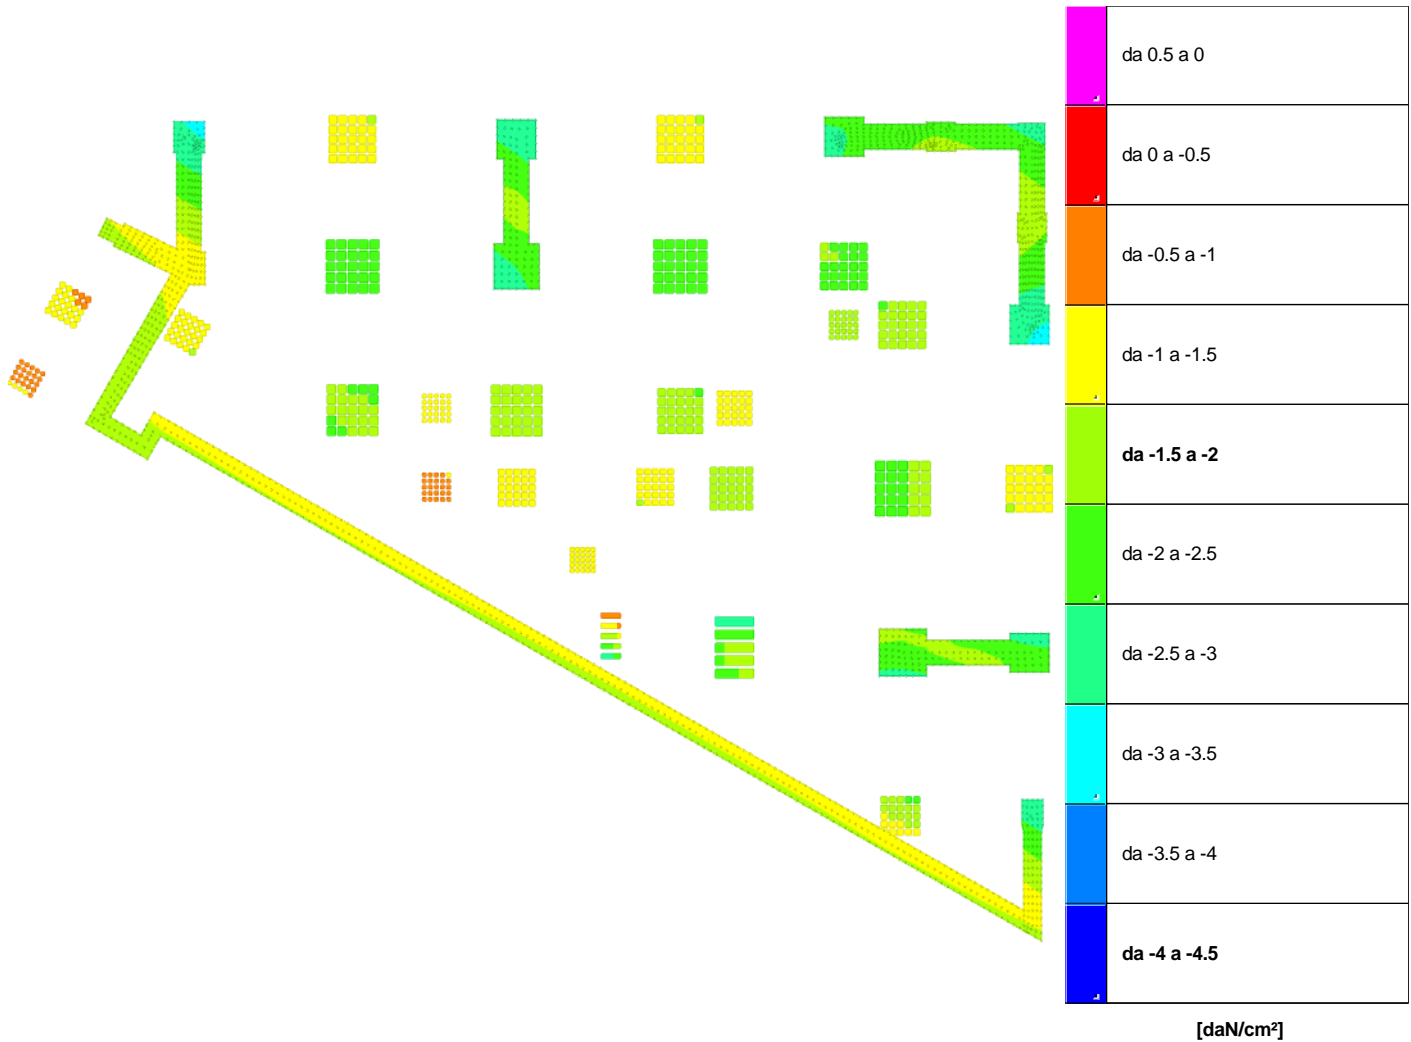 da 0.5 a 0
da 0 a -0.5
da -0.5 a -1
da -1 a -1.5
da -1.5 a -2
da -2 a -2.5
da -2.5 a -3
da -3 a -3.5
da -3.5 a -4
da -4 a -4.5
[daN/cm²]